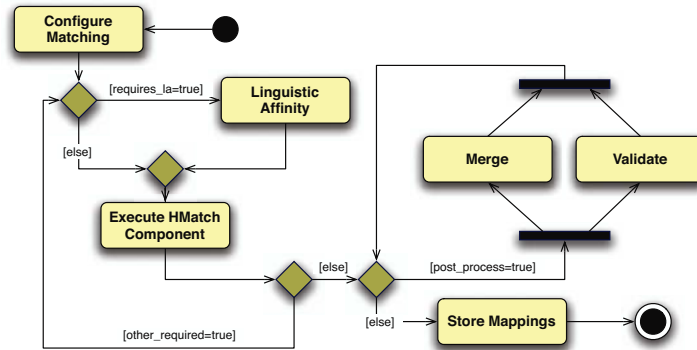 Configure
Matching
[requires_la=true]
Linguistic
Affinity
[else]
Merge
Validate
Execute HMatch
Component
[else]
[post_process=true]
[other_required=true]
[else]
Store Mappings